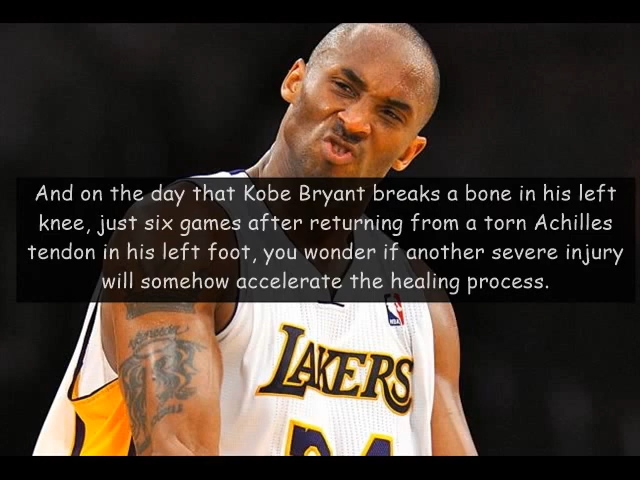 And on the day that Kobe Bryant breaks a bone in his left
knee, just six games after returning from a torn Achilles
tendon in his left foot, you wonder if another severe injury
will somehow accelerate the healing process.
NBA
LAKERS
24